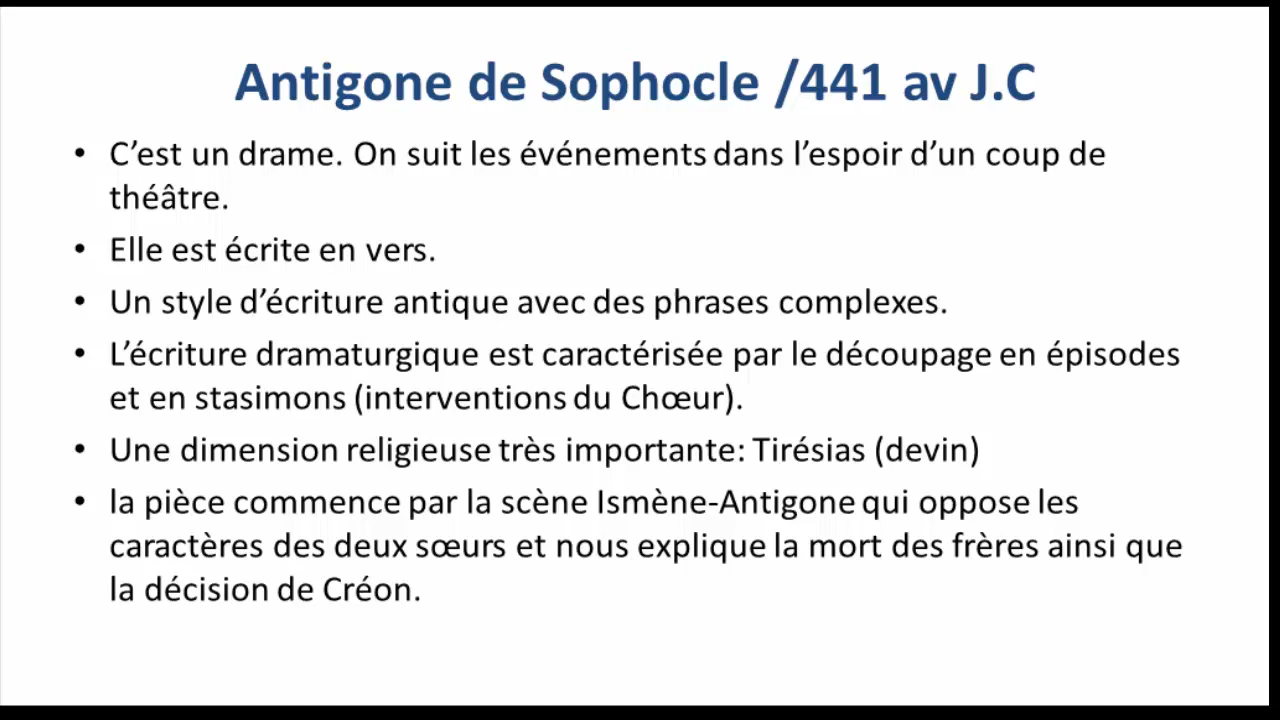 Antigone de Sophocle /441 av J.C
• C’est un drame. On suit les événements dans l’espoir d’un coup de
théâtre.
• Elle est écrite en vers.
• Un style d’écriture antique avec des phrases complexes.
• L’écriture dramaturgique est caractérisée par le découpage en épisodes
et en stasimons (interventions du Chœur).
• Une dimension religieuse très importante: Tirésias (devin)
• la pièce commence par la scène Ismène-Antigone qui oppose les
caractères des deux sœurs et nous explique la mort des frères ainsi que
la décision de Créon.